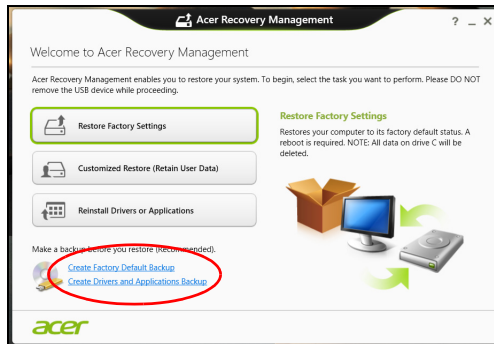 Acer Recovery Management
? _ X
Welcome to Acer Recovery Management
Acer Recovery Management enables you to restore your system. To begin, select the task you want to perform. Please DO NOT
remove the USB device while proceeding.
Restore Factory Settings
Customized Restore (Retain User Data)
Reinstall Drivers or Applications
Restore Factory Settings
Restores your computer to its factory default status. A
reboot is required. NOTE: All data on drive C will be
deleted.
Make a backup before you restore (Recommended).
Create Factory Default Backup
Create Drivers and Applications Backup
acer